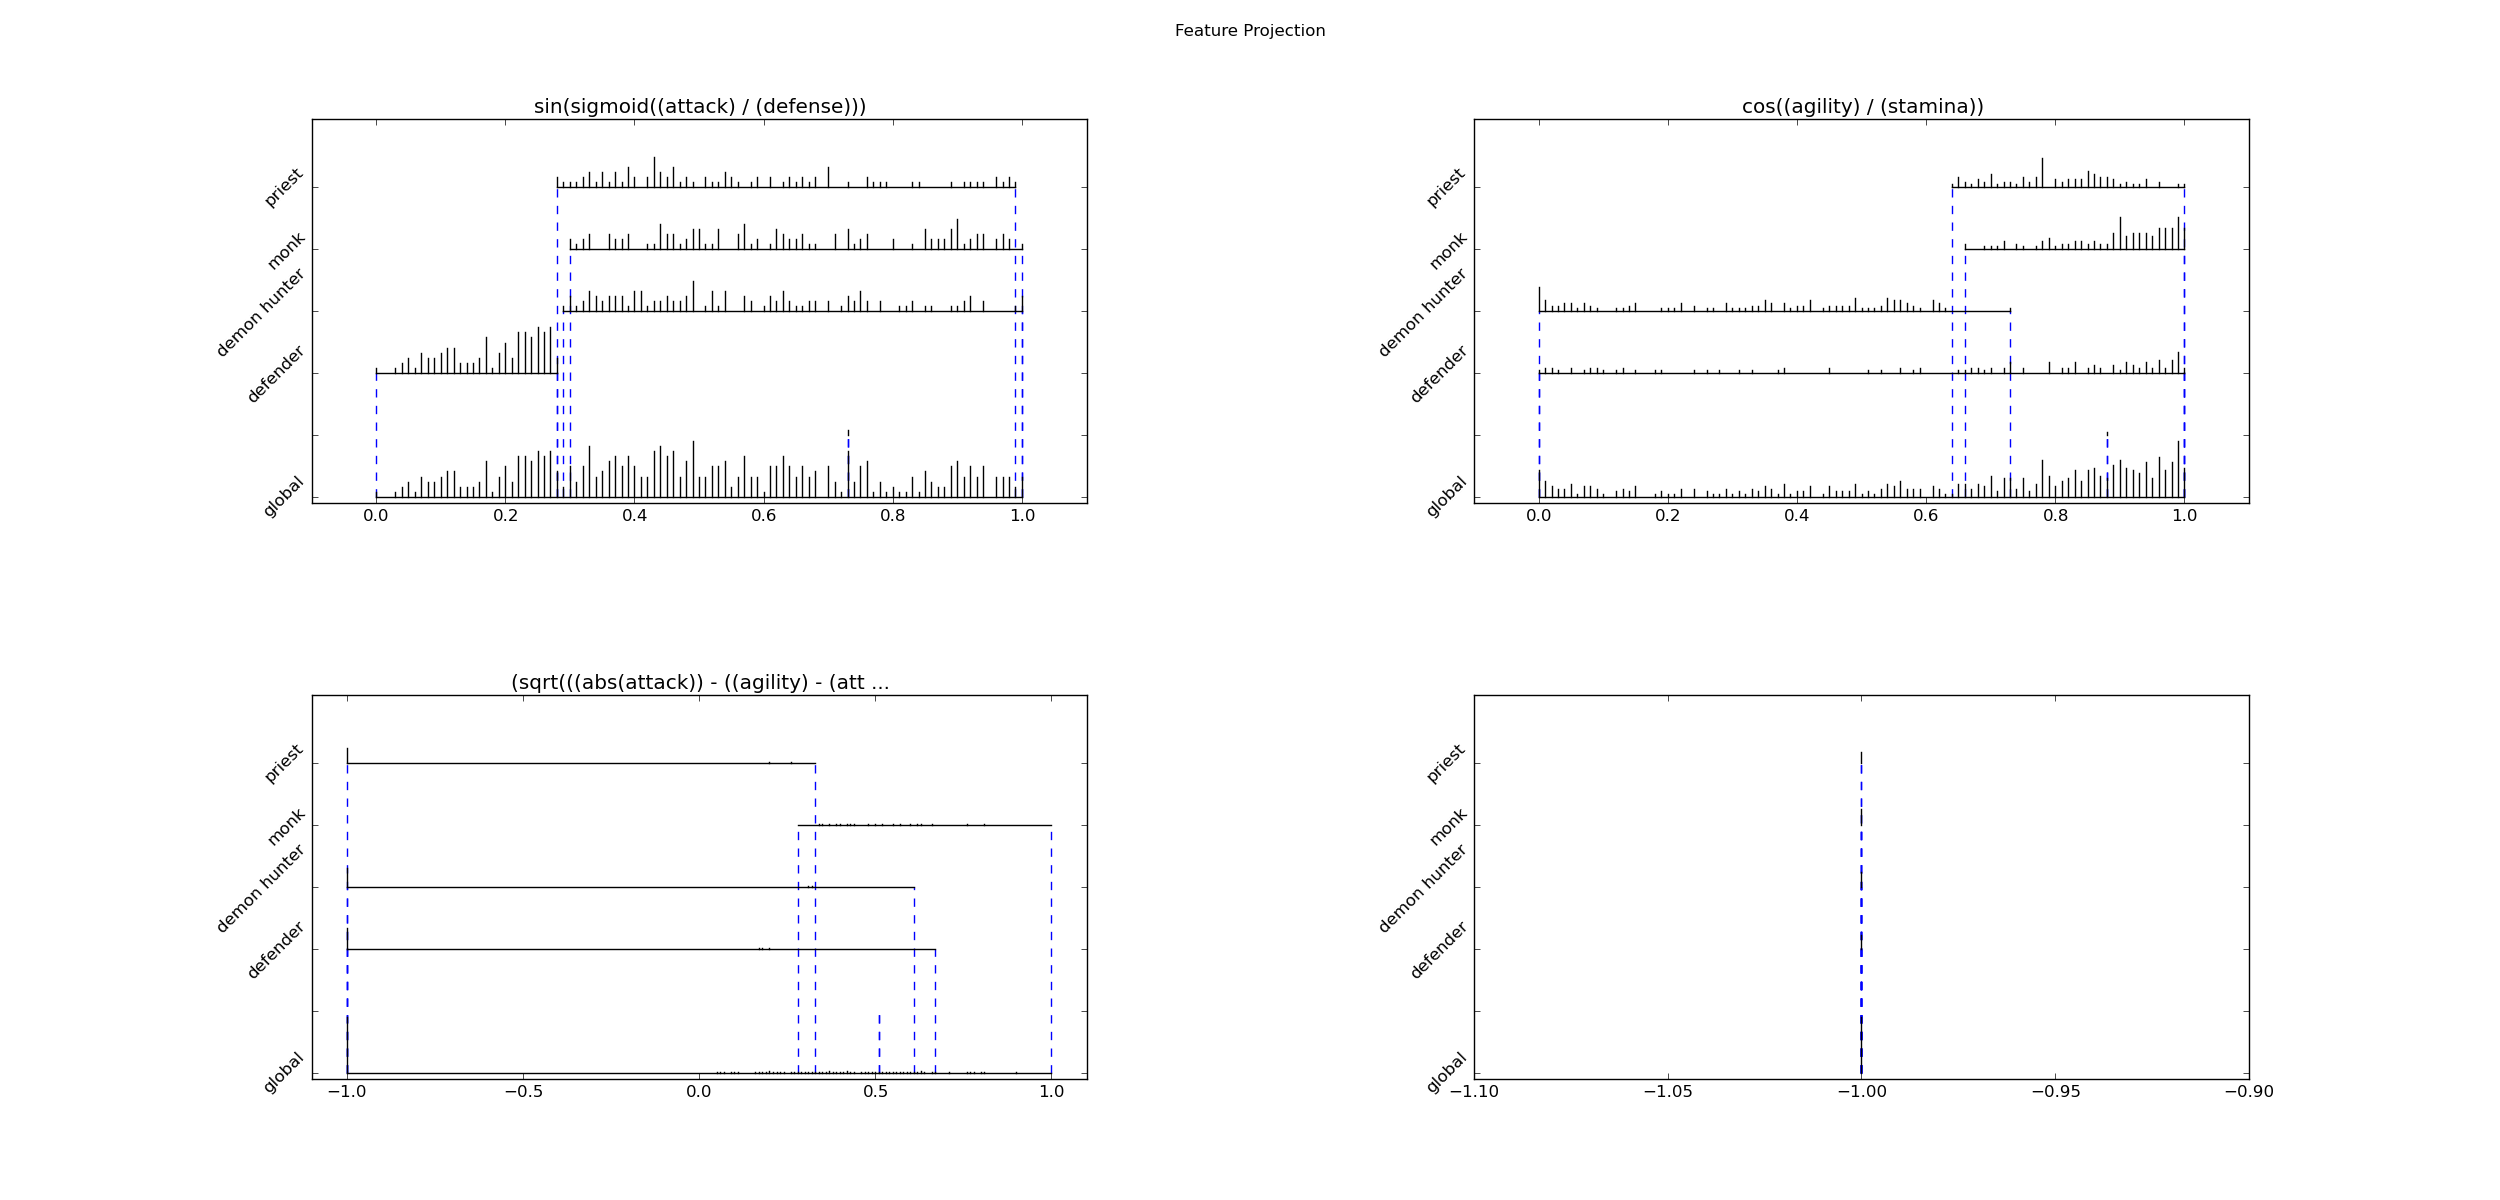 Feature Projection
sin(sigmoid((attack) / (defense)))
priest
monk
demon hunter
defender
global
0.0 0.2 0.4 0.6 0.8 1.0
cos((agility) / (stamina))
priest
monk
demon hunter
defender
global
0.0 0.2 0.4 0.6 0.8 1.0
(sqrt(((abs(attack)) - ((agility) - (att ...
priest
monk
demon hunter
defender
global
−1.0 −0.5 0.0 0.5 1.0
priest
monk
demon hunter
defender
global
−1.10 −1.05 −1.00 −0.95 −0.90